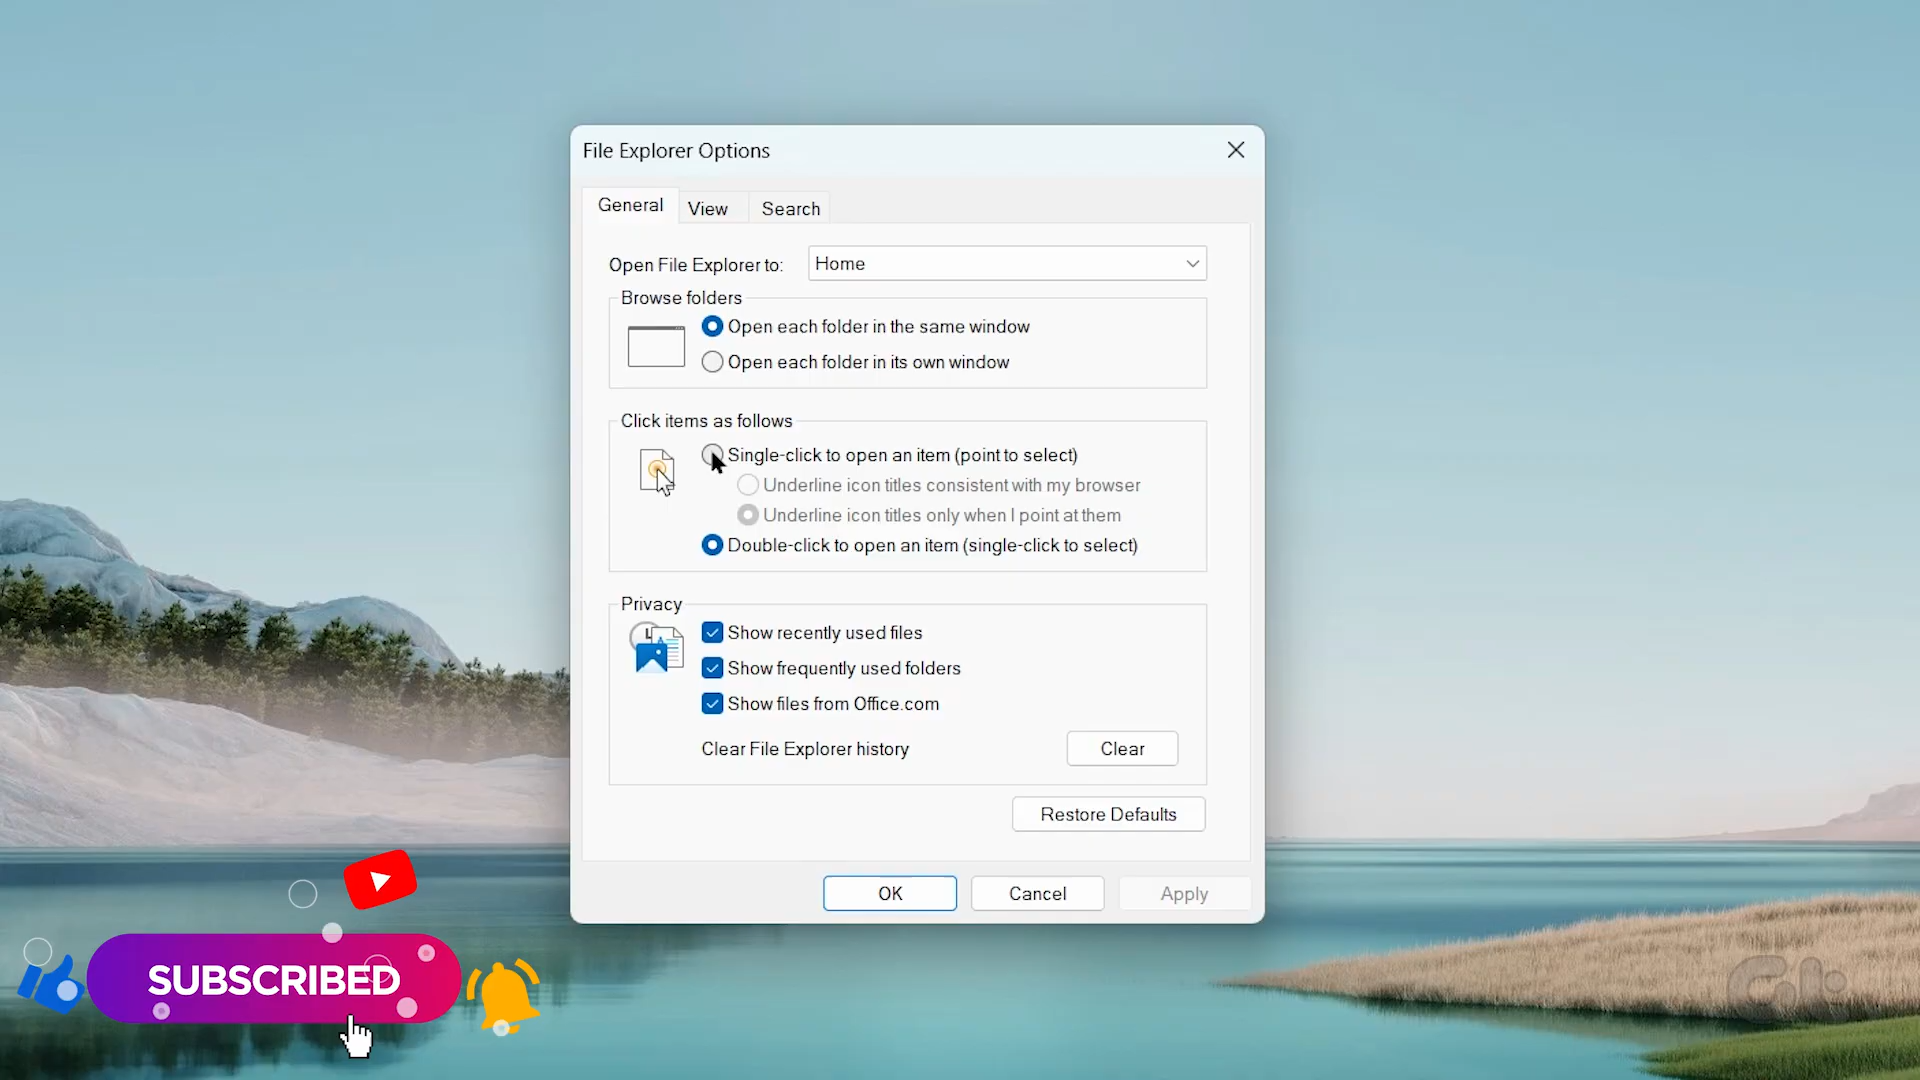 File Explorer Options
General
View
Search
Open File Explorer to:
Home
Browse folders
Open each folder in the same window
Open each folder in its own window
Click items as follows
Single-click to open an item (point to select)
Underline icon titles consistent with my browser
Underline icon titles only when I point at them
Double-click to open an item (single-click to select)
Privacy
Show recently used files
Show frequently used folders
Show files from Office.com
Clear File Explorer history
Clear
Restore Defaults
OK
Cancel
Apply
SUBSCRIBED